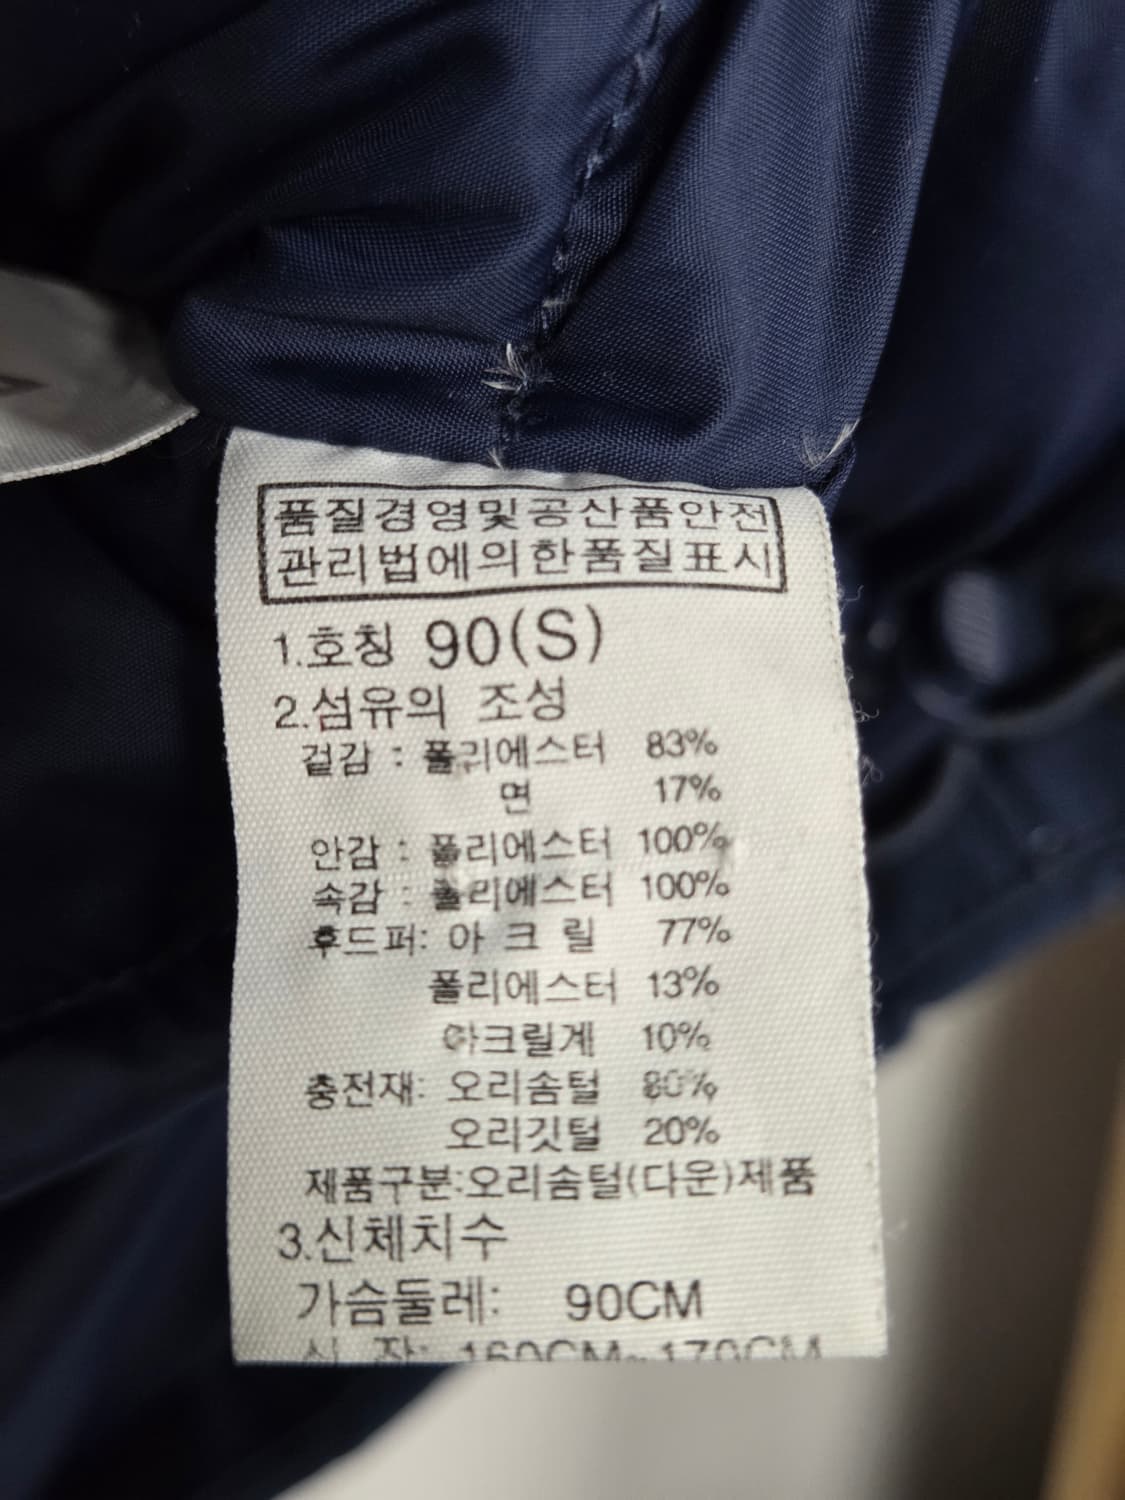 품질경영및공산품안전
관리법에의한품질표시
1.호칭 90(S)
2.섬유의 조성
겉감 : 폴리에스터 83%
면 17%
안감 : 폴리에스터 100%
속감 : 폴리에스터 100%
후드퍼: 아 크 릴 77%
폴리에스터 13%
아크릴계 10%
충전재: 오리솜털 80%
오리깃털 20%
제품구분:오리솜털(다운)제품
3.신체치수
가슴둘레: 90CM
신 장: 160CM~170CM